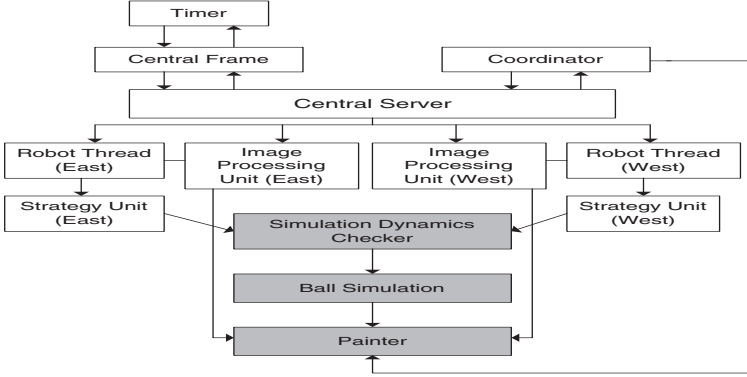 Timer
Central Frame
Coordinator
Central Server
Robot Thread
(East)
Image
Processing
Unit (East)
Image
Processing
Unit (West)
Robot Thread
(West)
Strategy Unit
(East)
Strategy Unit
(West)
Simulation Dynamics
Checker
Ball Simulation
Painter